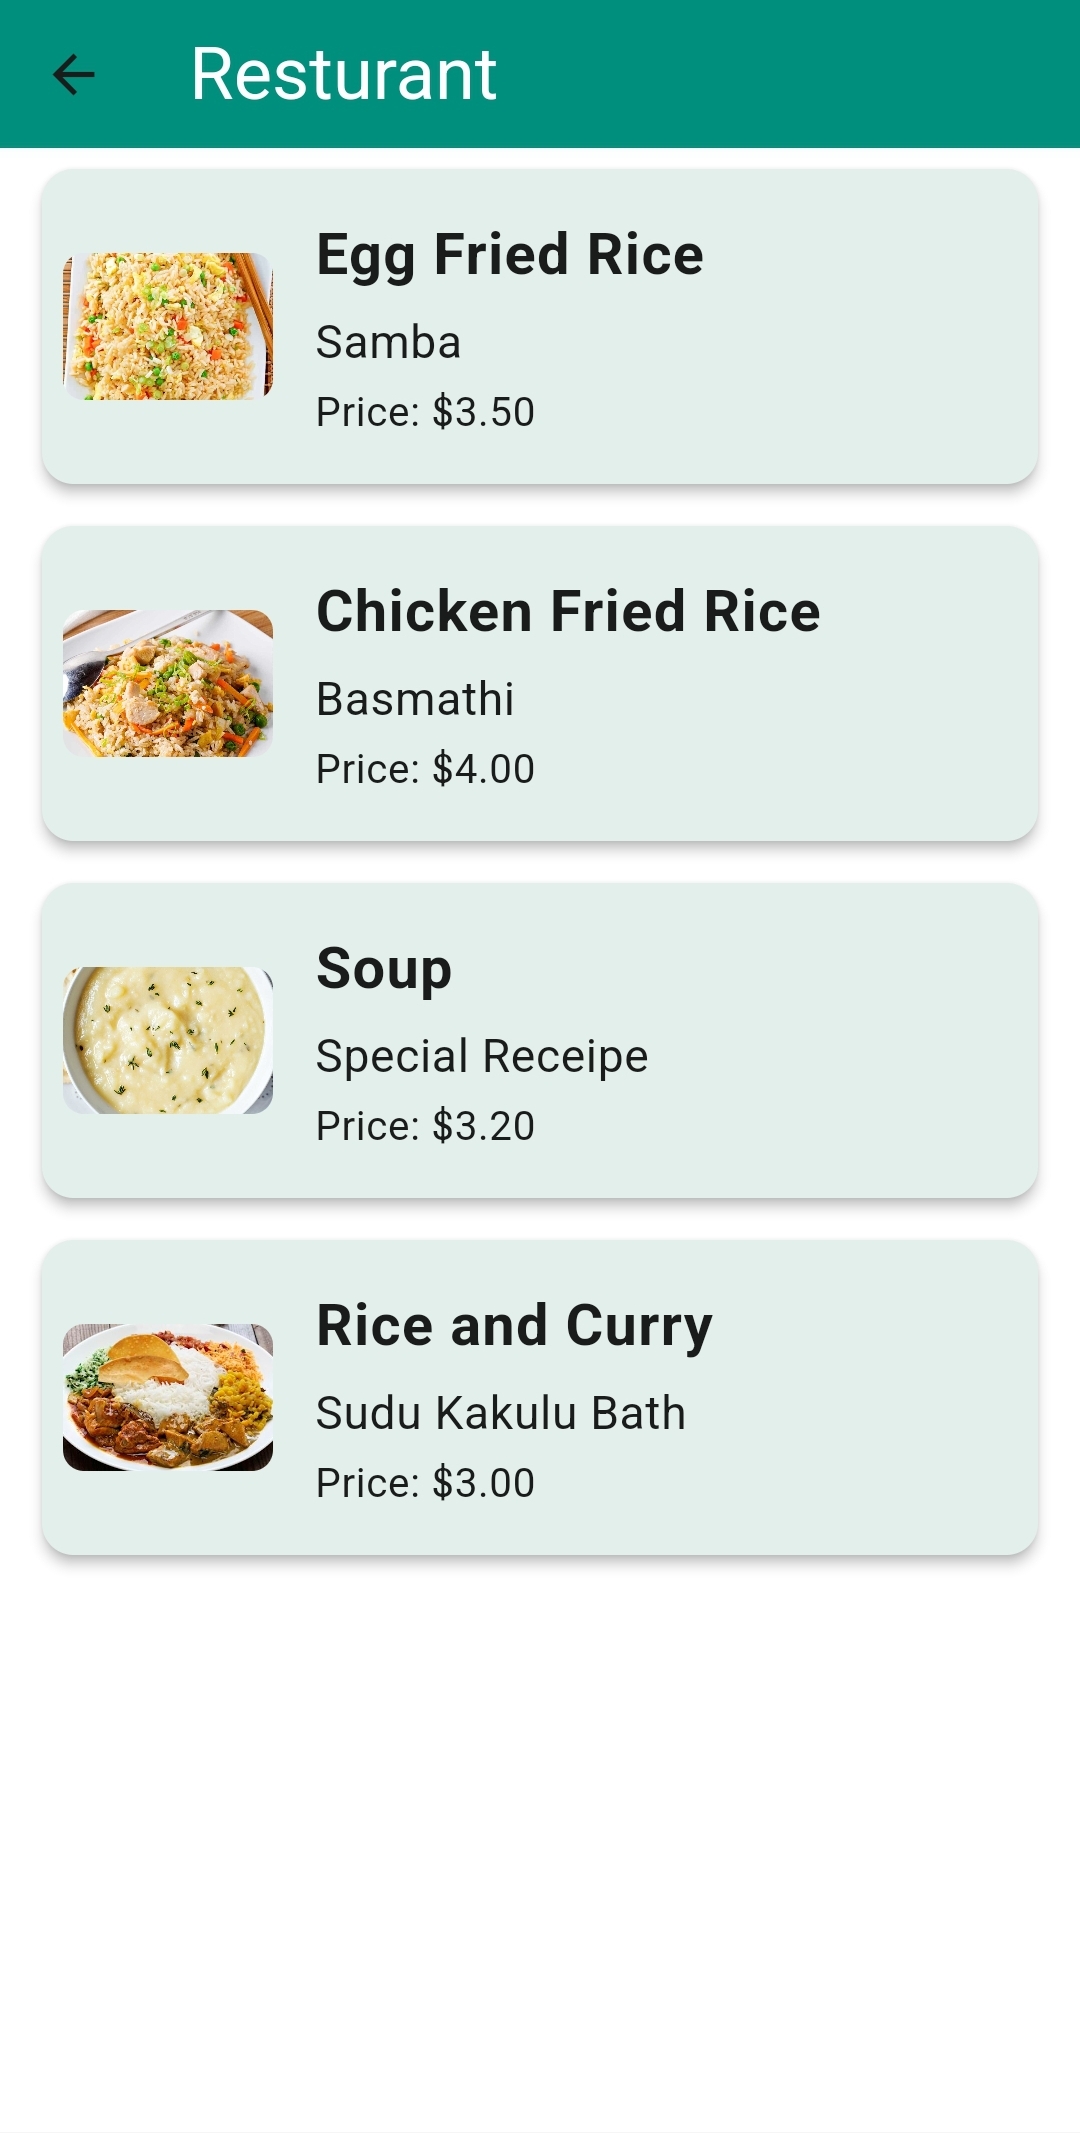 Resturant
Egg Fried Rice
Samba
Price: $3.50
Chicken Fried Rice
Basmathi
Price: $4.00
Soup
Special Receipe
Price: $3.20
Rice and Curry
Sudu Kakulu Bath
Price: $3.00